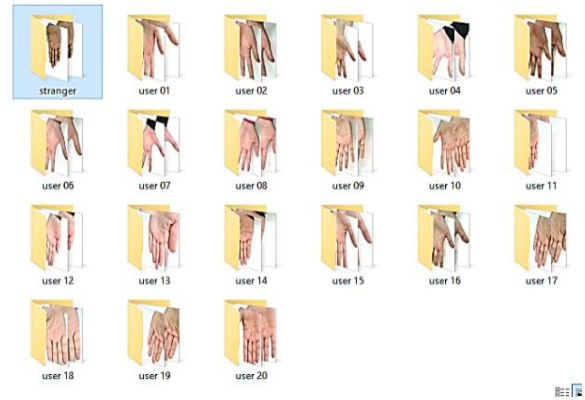 stranger
user 01
user 02
user 03
user 04
user 05
user 06
user 07
user 08
user 09
user 10
user 11
user 12
user 13
user 14
user 15
user 16
user 17
user 18
user 19
user 20